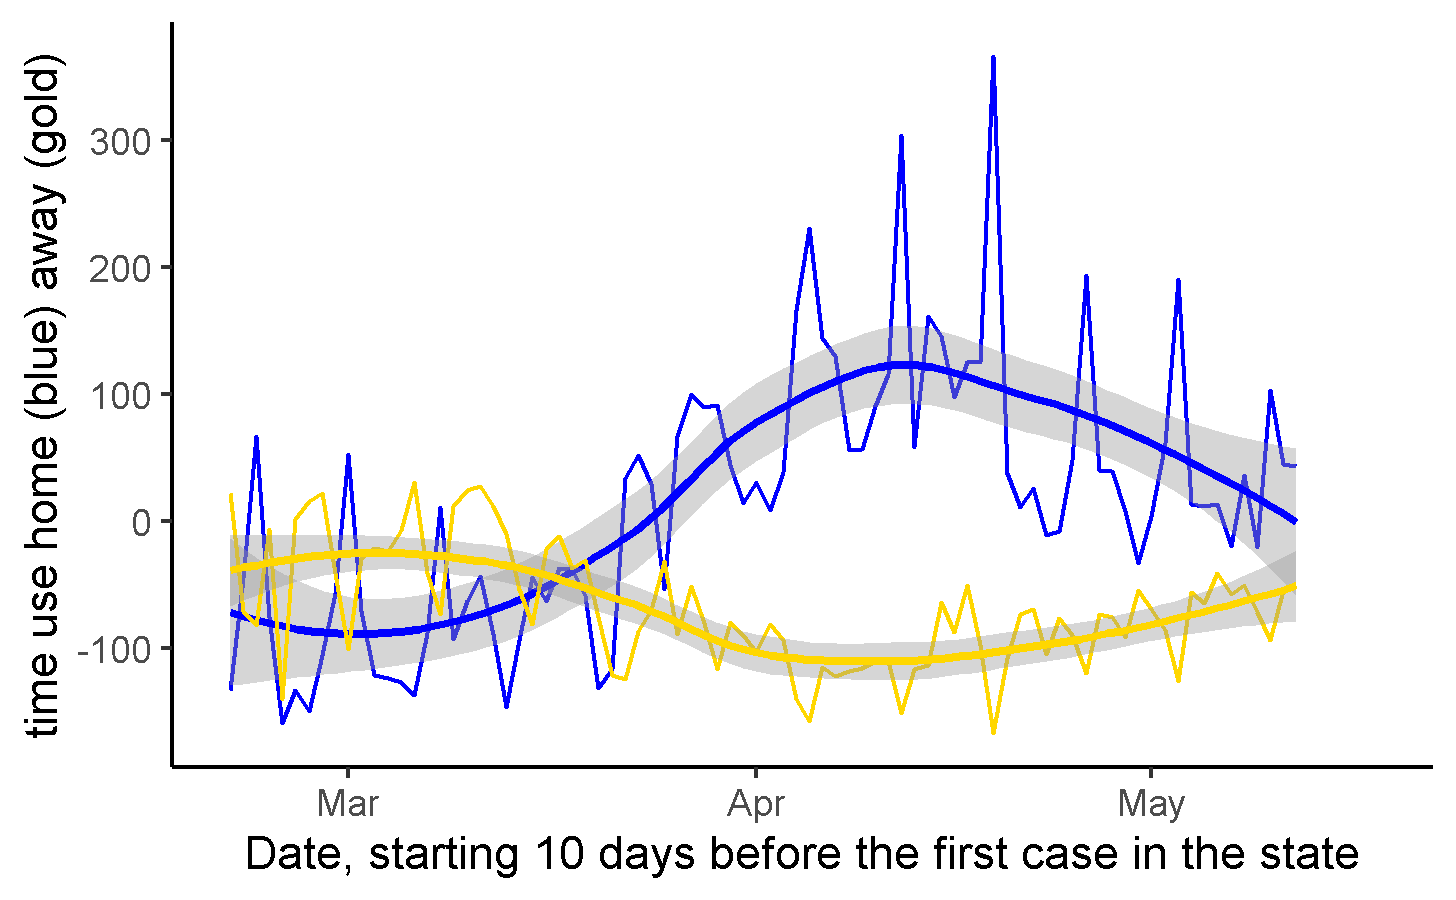 time use home (blue) away (gold)
300
200
100
0
-100
Mar
Apr
May
Date, starting 10 days before the first case in the state